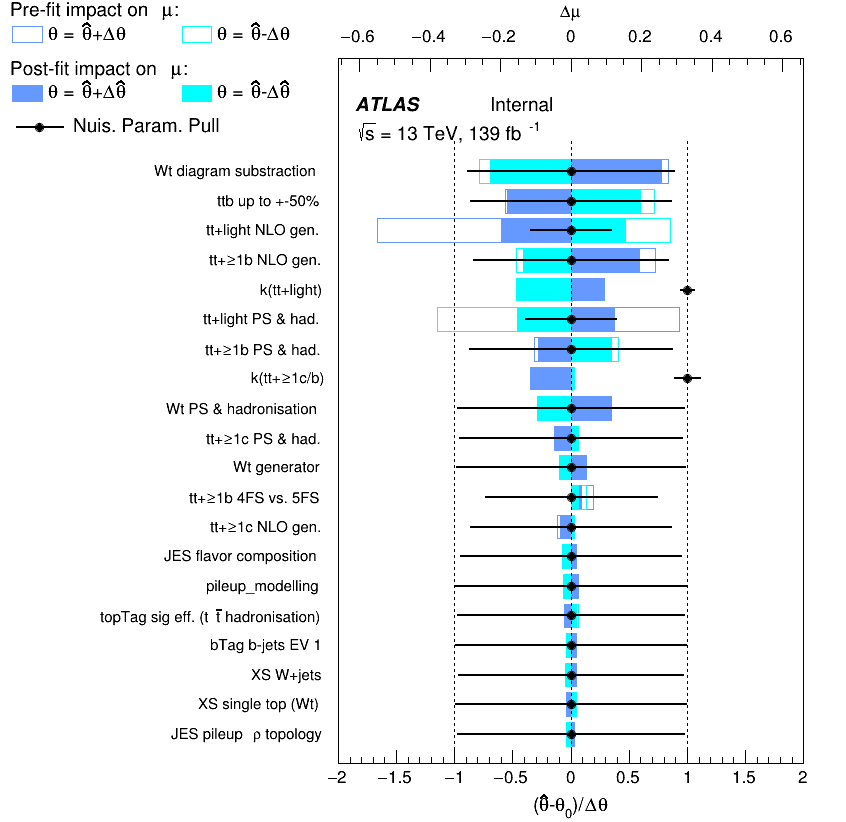 Pre-fit impact on μ:
θ = θ̂+Δθ θ = θ̂-Δθ
Post-fit impact on μ:
θ = θ̂+Δθ̂ θ = θ̂-Δθ̂
Nuis. Param. Pull
Δμ
−0.6 −0.4 −0.2 0 0.2 0.4 0.6
ATLAS Internal
√s = 13 TeV, 139 fb -1
Wt diagram substraction
ttb up to +-50%
tt+light NLO gen.
tt+≥1b NLO gen.
k(tt+light)
tt+light PS & had.
tt+≥1b PS & had.
k(tt+≥1c/b)
Wt PS & hadronisation
tt+≥1c PS & had.
Wt generator
tt+≥1b 4FS vs. 5FS
tt+≥1c NLO gen.
JES flavor composition
pileup_modelling
topTag sig eff. (t t̄ hadronisation)
bTag b-jets EV 1
XS W+jets
XS single top (Wt)
JES pileup ρ topology
−2 −1.5 −1 −0.5 0 0.5 1 1.5 2
(θ̂-θ₀)/Δθ